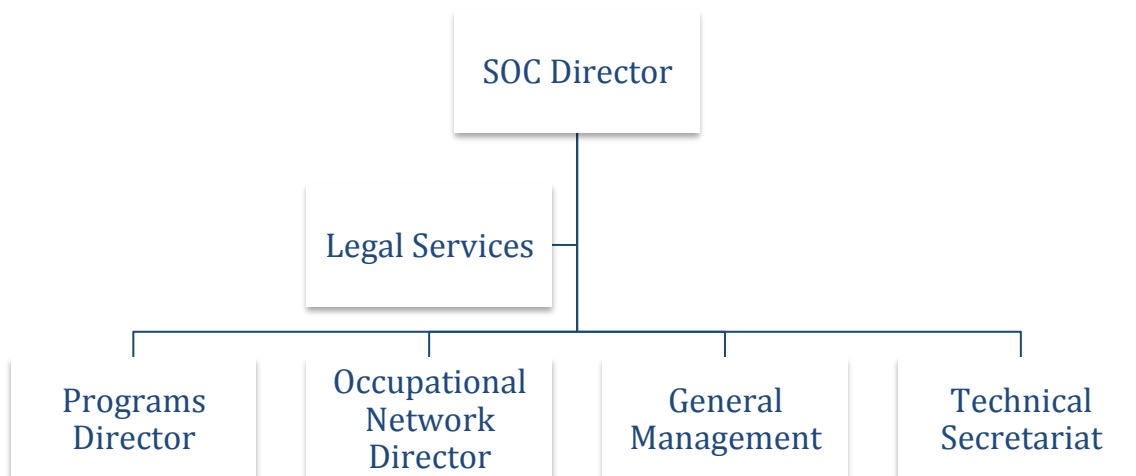 SOC Director
Legal Services
Programs
Director
Occupational
Network
Director
General
Management
Technical
Secretariat